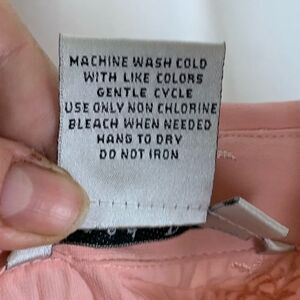 MACHINE WASH COLD
WITH LIKE COLORS
GENTLE CYCLE
USE ONLY NON CHLORINE
BLEACH WHEN NEEDED
HANG TO DRY
DO NOT IRON